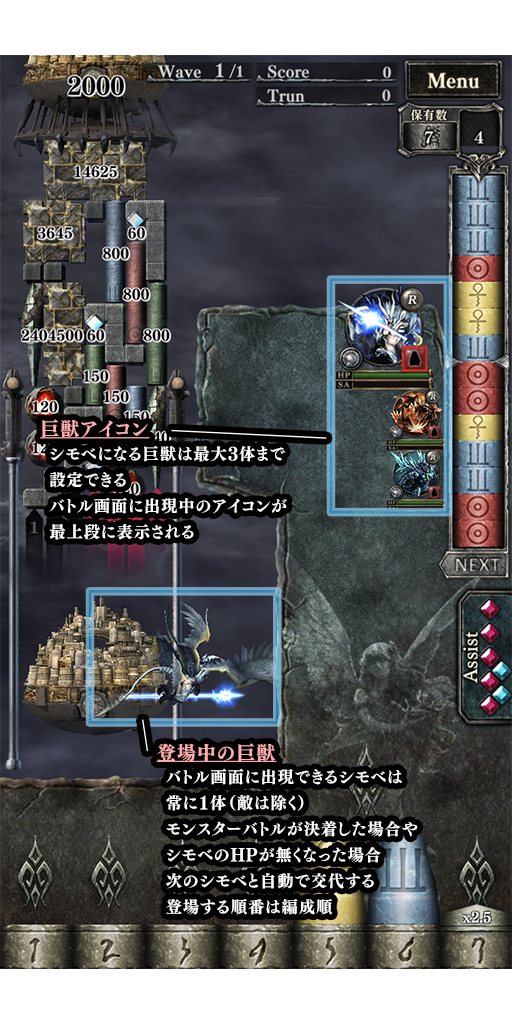 2000
Wave 1/1
Score 0
Trun 0
Menu
保有数
7
4
14625
3645
60
800
800
2404500
60
800
150
150
150
120
R
HP
SA
R
R
巨獣アイコン
シモベになる巨獣は最大3体まで
設定できる
バトル画面に出現中のアイコンが
最上段に表示される
1
NEXT
Assist
登場中の巨獣
バトル画面に出現できるシモベは
常に1体(敵は除く)
モンスターバトルが決着した場合や
シモベのHPが無くなった場合
次のシモベと自動で交代する
登場する順番は編成順
x2.5
1 2 3 4 5 6 7